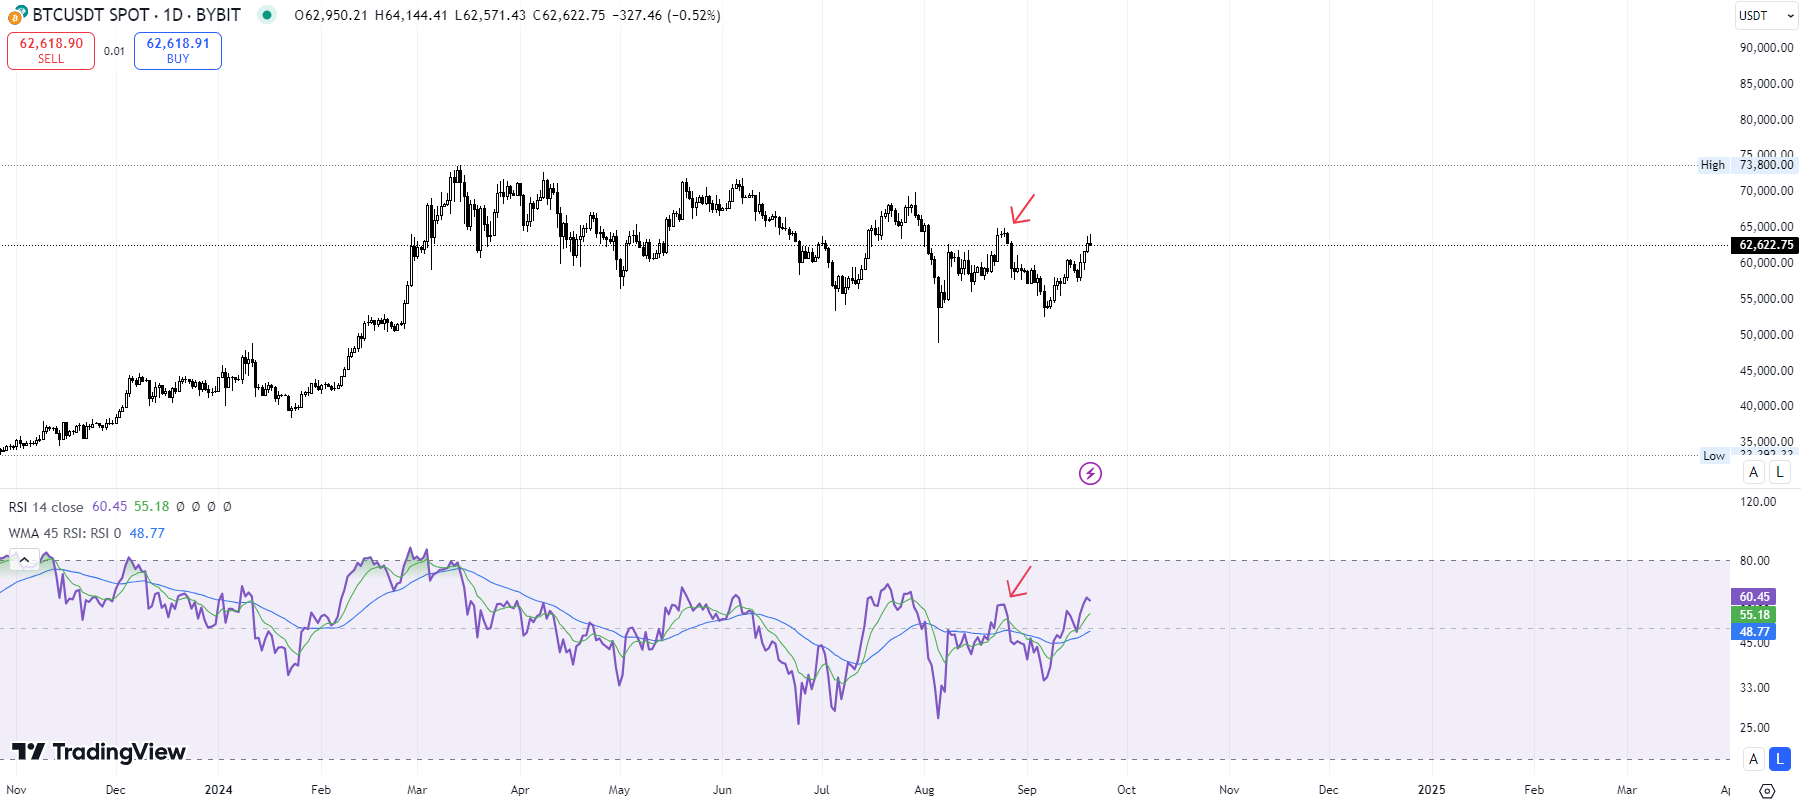 BTCUSDT SPOT · 1D · BYBIT O62,950.21 H64,144.41 L62,571.43 C62,622.75 −327.46 (−0.52%)
USDT
62,618.90
SELL
0.01
62,618.91
BUY
90,000.00
85,000.00
80,000.00
75,000.00
High 73,800.00
70,000.00
65,000.00
62,622.75
60,000.00
55,000.00
50,000.00
45,000.00
40,000.00
35,000.00
Low
A L
RSI 14 close 60.45 55.18 Ø Ø Ø Ø
WMA 45 RSI: RSI 0 48.77
120.00
80.00
60.45
55.18
48.77
45.00
33.00
25.00
TradingView
A L
Nov Dec 2024 Feb Mar Apr May Jun Jul Aug Sep Oct Nov Dec 2025 Feb Mar